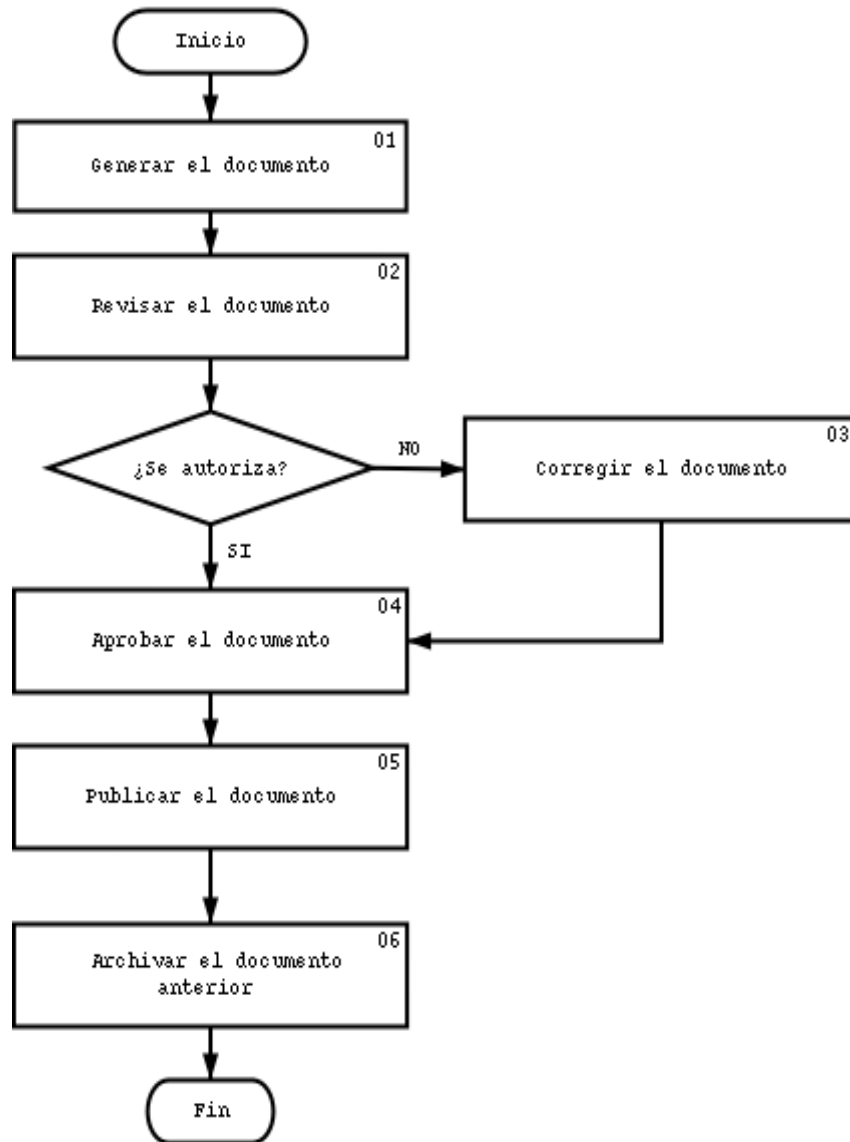 Inicio
01
Generar el documento
02
Revisar el documento
¿Se autoriza?
NO
03
Corregir el documento
SI
04
Aprobar el documento
05
Publicar el documento
06
Archivar el documento
anterior
Fin